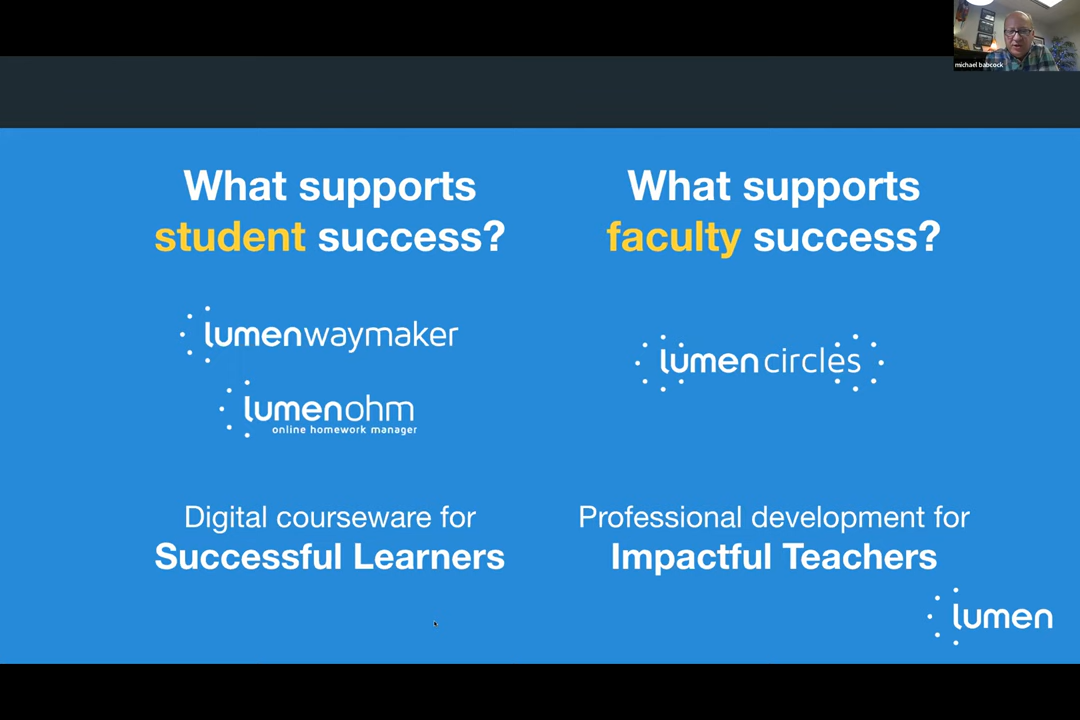 michael babcock
What supports
student success?
lumenwaymaker
lumenohm
online homework manager
Digital courseware for
Successful Learners
What supports
faculty success?
lumencircles
Professional development for
Impactful Teachers
lumen